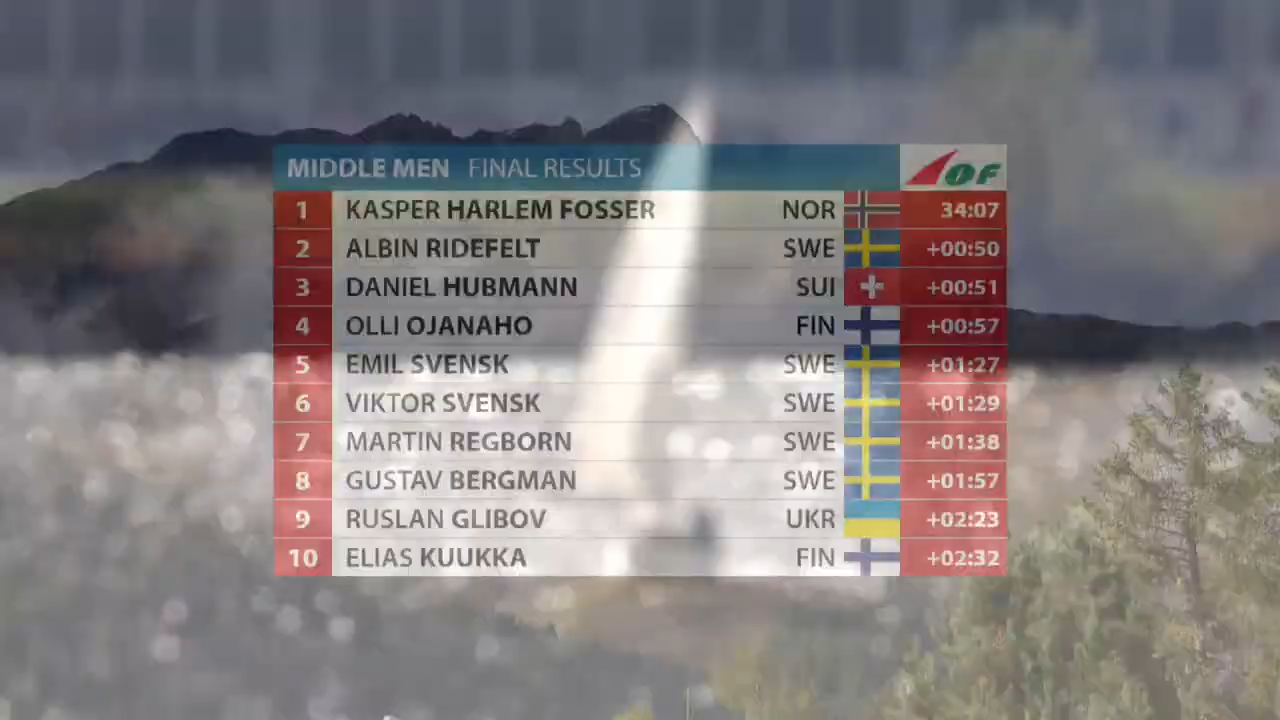 MIDDLE MEN FINAL RESULTS IOF
1 KASPER HARLEM FOSSER NOR 34:07
2 ALBIN RIDEFELT SWE +00:50
3 DANIEL HUBMANN SUI +00:51
4 OLLI OJANAHO FIN +00:57
5 EMIL SVENSK SWE +01:27
6 VIKTOR SVENSK SWE +01:29
7 MARTIN REGBORN SWE +01:38
8 GUSTAV BERGMAN SWE +01:57
9 RUSLAN GLIBOV UKR +02:23
10 ELIAS KUUKKA FIN +02:32